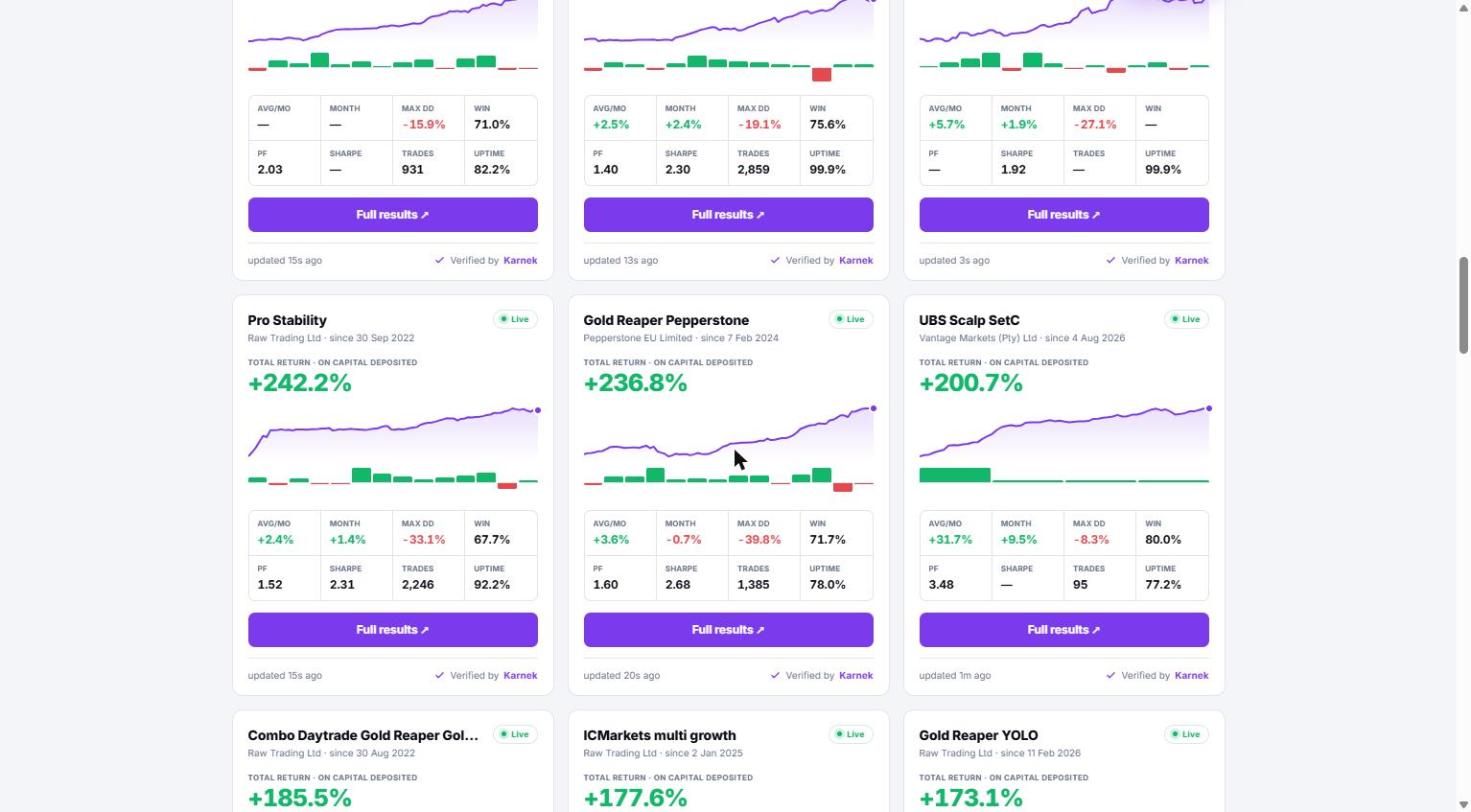 AVG/MO MONTH MAX DD WIN
— — -15.9% 71.0%
PF SHARPE TRADES UPTIME
2.03 — 931 82.2%
Full results ↗
updated 15s ago ✓ Verified by Karnek
AVG/MO MONTH MAX DD WIN
+2.5% +2.4% -19.1% 75.6%
PF SHARPE TRADES UPTIME
1.40 2.30 2,859 99.9%
Full results ↗
updated 13s ago ✓ Verified by Karnek
AVG/MO MONTH MAX DD WIN
+5.7% +1.9% -27.1% —
PF SHARPE TRADES UPTIME
— 1.92 — 99.9%
Full results ↗
updated 3s ago ✓ Verified by Karnek
Pro Stability Live
Raw Trading Ltd · since 30 Sep 2022
TOTAL RETURN · ON CAPITAL DEPOSITED
+242.2%
AVG/MO MONTH MAX DD WIN
+2.4% +1.4% -33.1% 67.7%
PF SHARPE TRADES UPTIME
1.52 2.31 2,246 92.2%
Full results ↗
updated 15s ago ✓ Verified by Karnek
Gold Reaper Pepperstone Live
Pepperstone EU Limited · since 7 Feb 2024
TOTAL RETURN · ON CAPITAL DEPOSITED
+236.8%
AVG/MO MONTH MAX DD WIN
+3.6% -0.7% -39.8% 71.7%
PF SHARPE TRADES UPTIME
1.60 2.68 1,385 78.0%
Full results ↗
updated 20s ago ✓ Verified by Karnek
UBS Scalp SetC Live
Vantage Markets (Pty) Ltd · since 4 Aug 2026
TOTAL RETURN · ON CAPITAL DEPOSITED
+200.7%
AVG/MO MONTH MAX DD WIN
+31.7% +9.5% -8.3% 80.0%
PF SHARPE TRADES UPTIME
3.48 — 95 77.2%
Full results ↗
updated 1m ago ✓ Verified by Karnek
Combo Daytrade Gold Reaper Gol... Live
Raw Trading Ltd · since 30 Aug 2022
TOTAL RETURN · ON CAPITAL DEPOSITED
+185.5%
ICMarkets multi growth Live
Raw Trading Ltd · since 2 Jan 2025
TOTAL RETURN · ON CAPITAL DEPOSITED
+177.6%
Gold Reaper YOLO Live
Raw Trading Ltd · since 11 Feb 2026
TOTAL RETURN · ON CAPITAL DEPOSITED
+173.1%